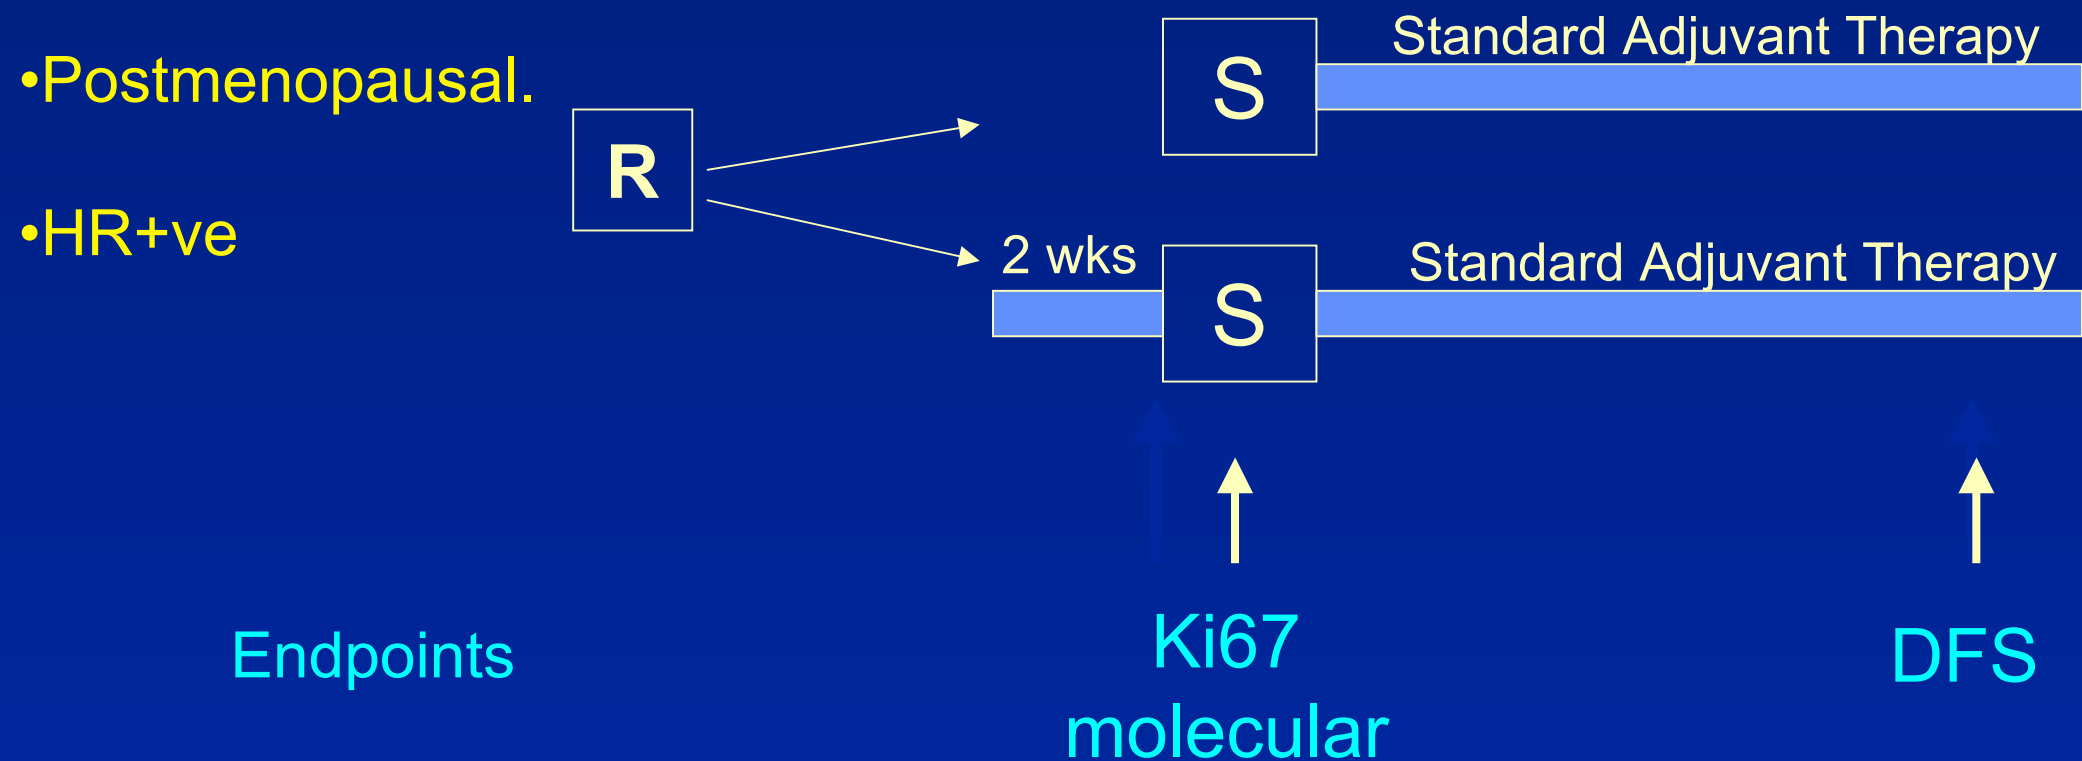 •Postmenopausal.
•HR+ve
R
S
Standard Adjuvant Therapy
2 wks
S
Standard Adjuvant Therapy
Endpoints
Ki67
molecular
DFS